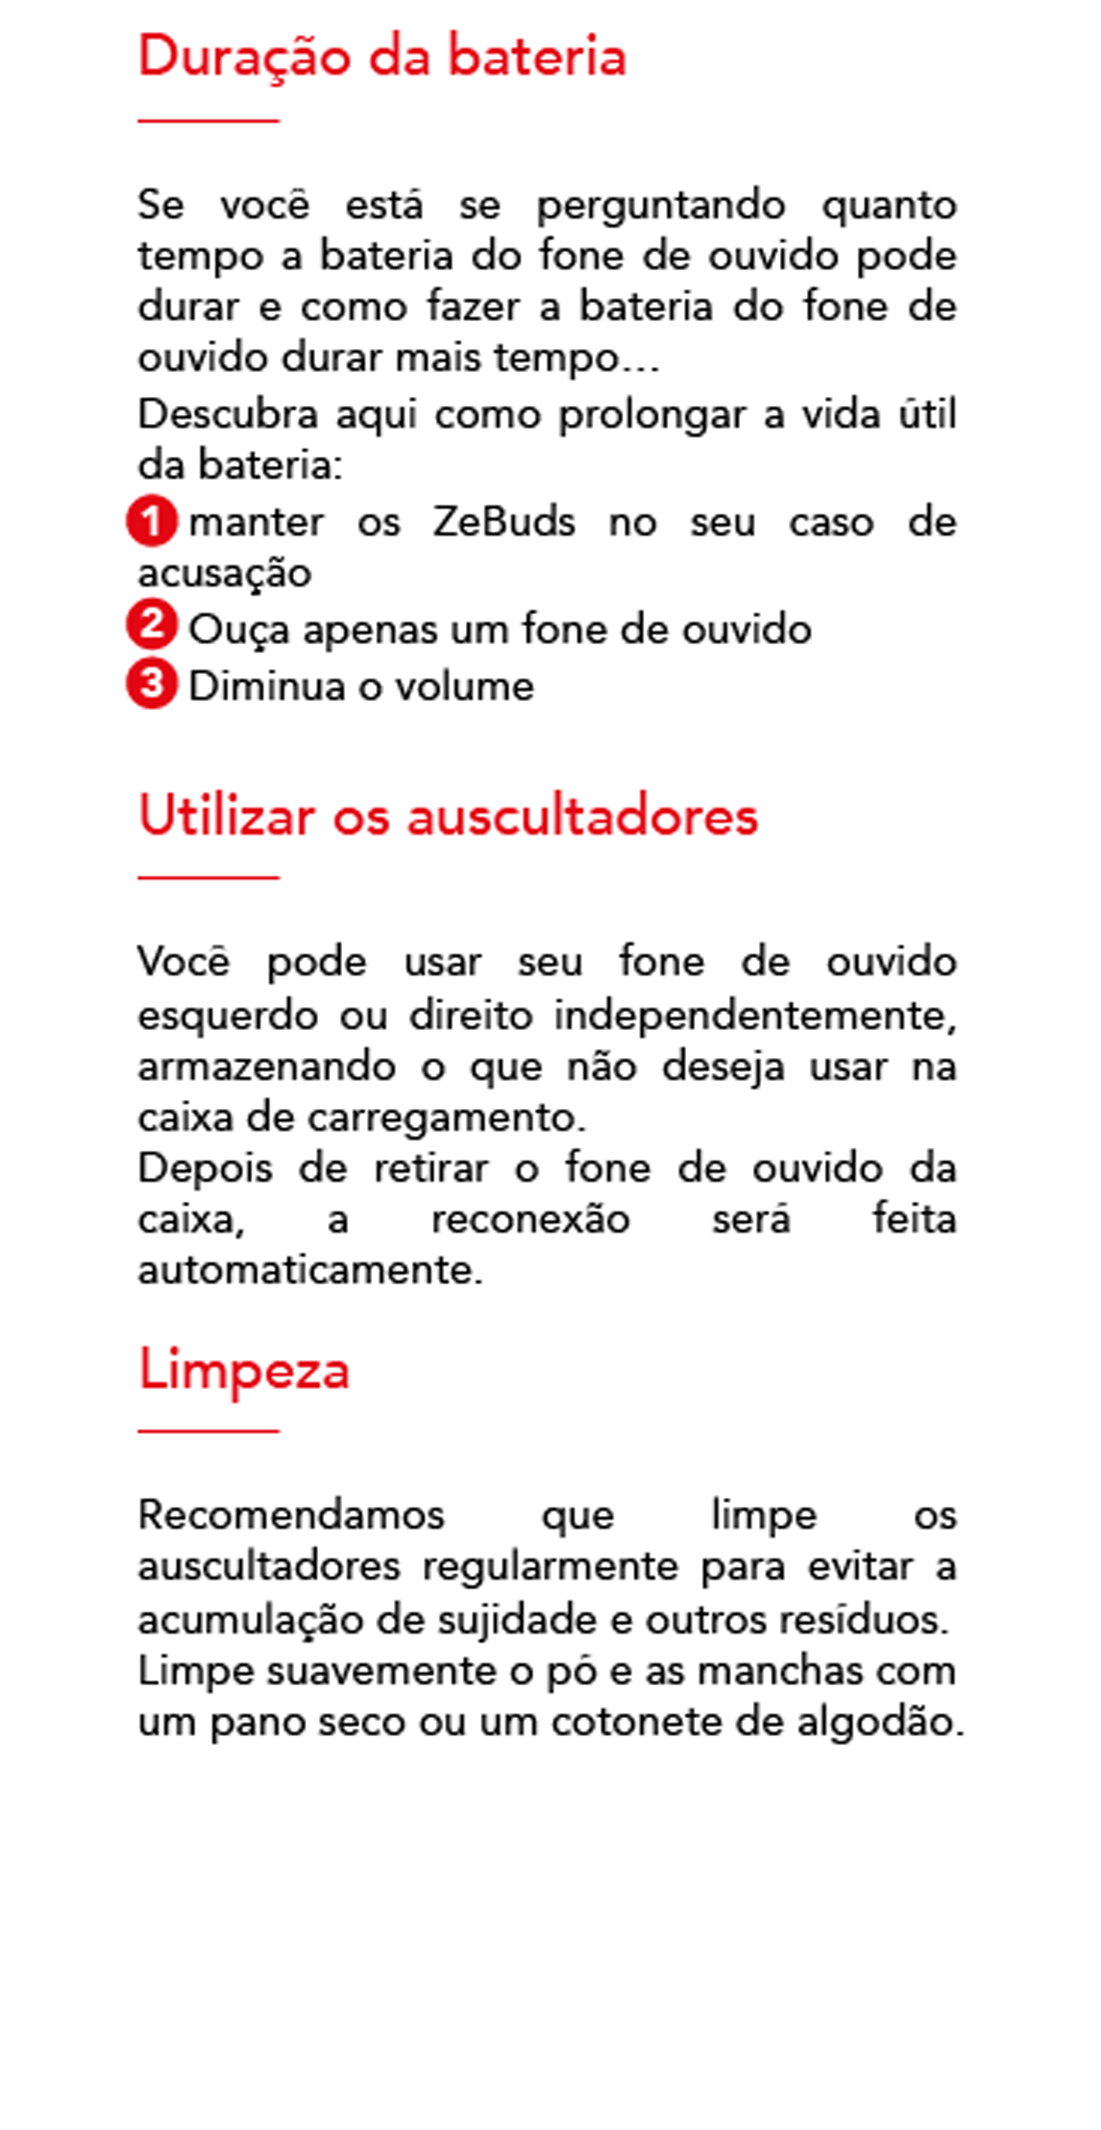 Duração da bateria
Se você está se perguntando quanto
tempo a bateria do fone de ouvido pode
durar e como fazer a bateria do fone de
ouvido durar mais tempo...
Descubra aqui como prolongar a vida útil
da bateria:
1 manter os ZeBuds no seu caso de
acusação
2 Ouça apenas um fone de ouvido
3 Diminua o volume
Utilizar os auscultadores
Você pode usar seu fone de ouvido
esquerdo ou direito independentemente,
armazenando o que não deseja usar na
caixa de carregamento.
Depois de retirar o fone de ouvido da
caixa, a reconexão será feita
automaticamente.
Limpeza
Recomendamos que limpe os
auscultadores regularmente para evitar a
acumulação de sujidade e outros resíduos.
Limpe suavemente o pó e as manchas com
um pano seco ou um cotonete de algodão.